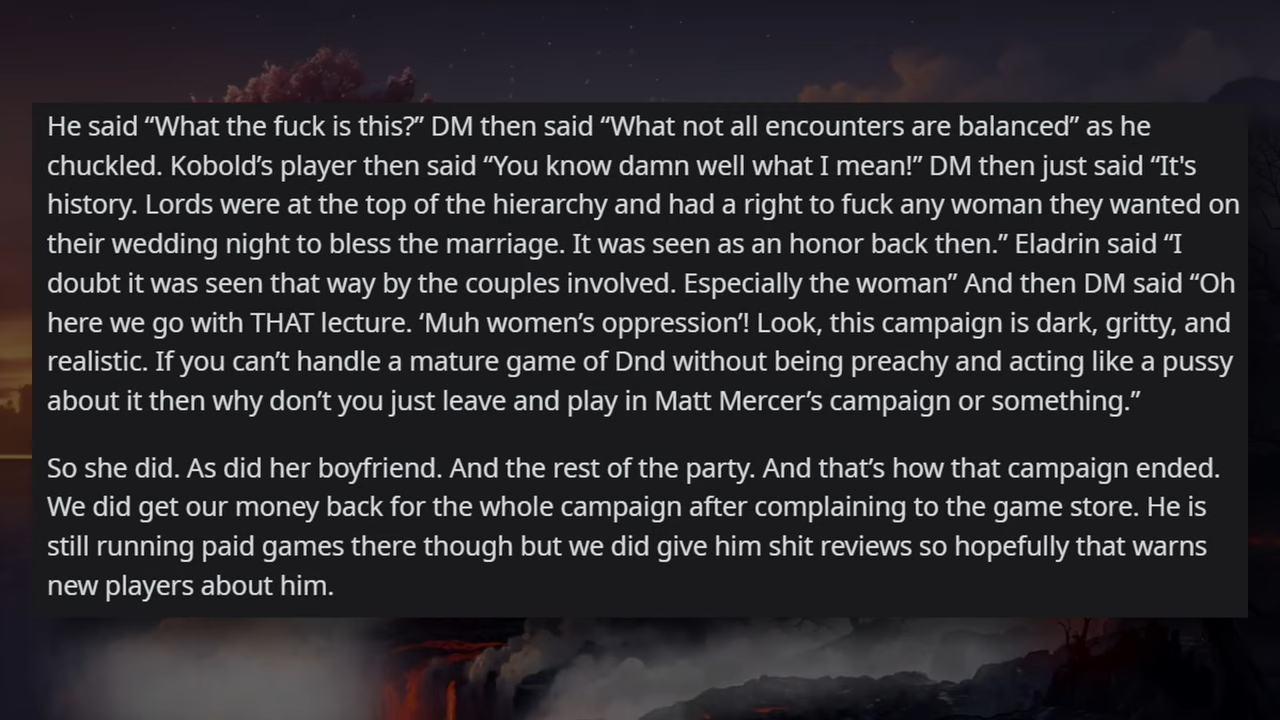 He said “What the fuck is this?” DM then said “What not all encounters are balanced” as he
chuckled. Kobold’s player then said “You know damn well what I mean!” DM then just said “It's
history. Lords were at the top of the hierarchy and had a right to fuck any woman they wanted on
their wedding night to bless the marriage. It was seen as an honor back then.” Eladrin said “I
doubt it was seen that way by the couples involved. Especially the woman” And then DM said “Oh
here we go with THAT lecture. ‘Muh women’s oppression’! Look, this campaign is dark, gritty, and
realistic. If you can’t handle a mature game of Dnd without being preachy and acting like a pussy
about it then why don’t you just leave and play in Matt Mercer’s campaign or something.”
So she did. As did her boyfriend. And the rest of the party. And that’s how that campaign ended.
We did get our money back for the whole campaign after complaining to the game store. He is
still running paid games there though but we did give him shit reviews so hopefully that warns
new players about him.